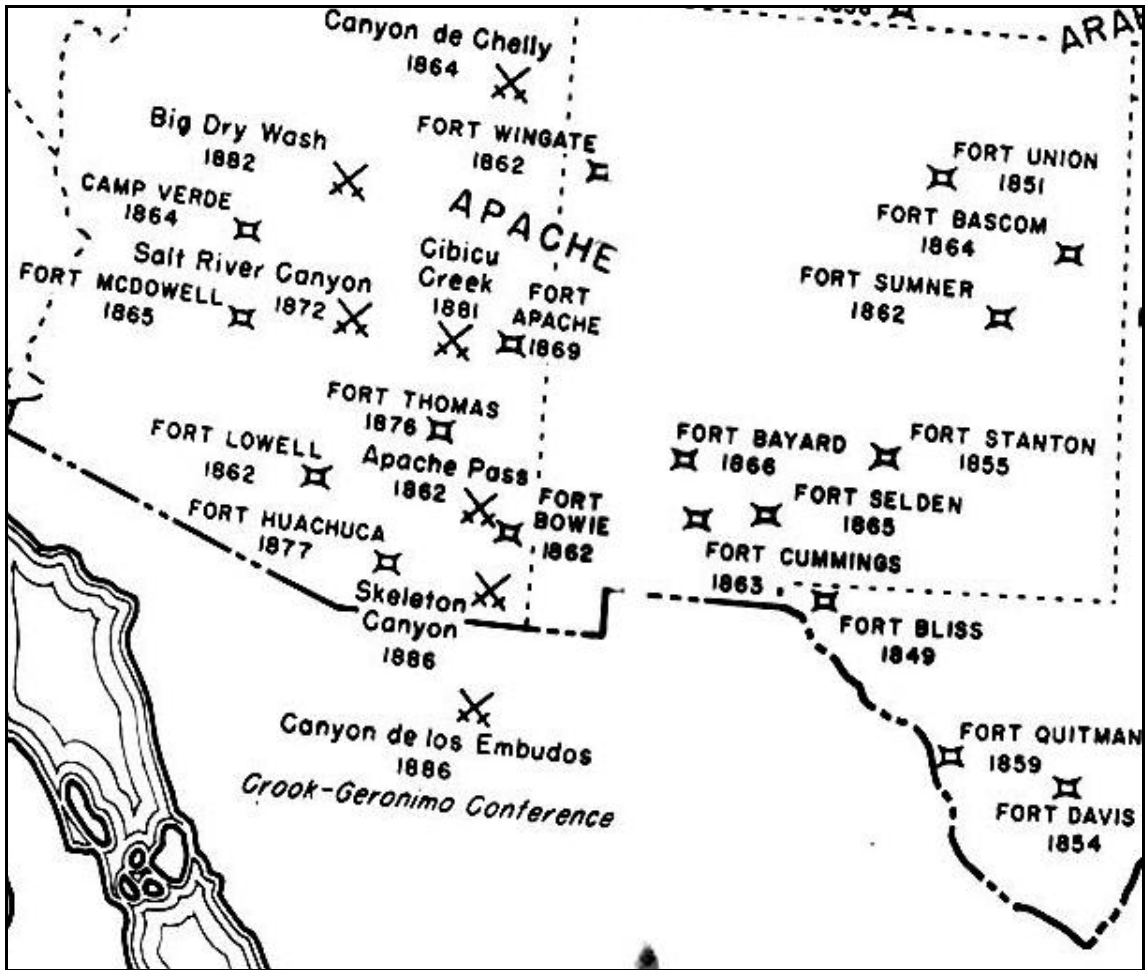 Canyon de Chelly
1864
ARA
Big Dry Wash
1882
FORT WINGATE
1862
FORT UNION
1851
CAMP VERDE
1864
APACHE
FORT BASCOM
1864
Salt River Canyon
1872
Cibicu
Creek
1881
FORT MCDOWELL
1865
FORT
APACHE
1869
FORT SUMNER
1862
FORT THOMAS
1876
FORT LOWELL
1862
Apache Pass
1862
FORT BAYARD
1866
FORT STANTON
1855
FORT HUACHUCA
1877
FORT
BOWIE
1862
FORT SELDEN
1865
FORT CUMMINGS
1863
Skeleton
Canyon
1886
FORT BLISS
1849
Canyon de los Embudos
1886
Crook-Geronimo Conference
FORT QUITMAN
1859
FORT DAVIS
1854